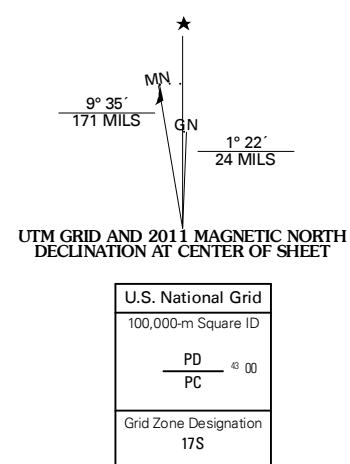 ★
MN
9° 35´
171 MILS
GN
1° 22´
24 MILS
UTM GRID AND 2011 MAGNETIC NORTH
DECLINATION AT CENTER OF SHEET
U.S. National Grid
100,000-m Square ID
PD
43 00
PC
Grid Zone Designation
17S